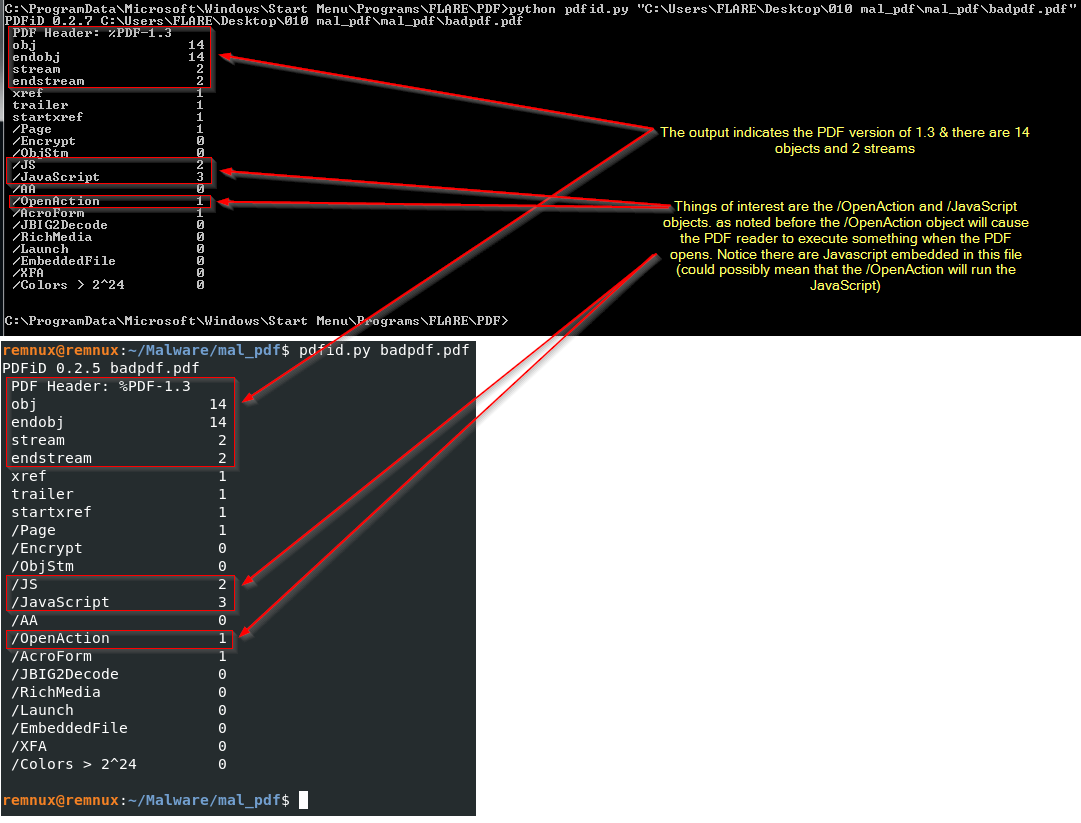 C:\ProgramData\Microsoft\Windows\Start Menu\Programs\FLARE\PDF>python pdfid.py "C:\Users\FLARE\Desktop\010 mal_pdf\mal_pdf\badpdf.pdf"
PDFiD 0.2.7 C:\Users\FLARE\Desktop\010 mal_pdf\mal_pdf\badpdf.pdf
PDF Header: %PDF-1.3
obj 14
endobj 14
stream 2
endstream 2
xref 1
trailer 1
startxref 1
/Page 1
/Encrypt 0
/ObjStm 0
/JS 2
/JavaScript 3
/AA 0
/OpenAction 1
/AcroForm 1
/JBIG2Decode 0
/RichMedia 0
/Launch 0
/EmbeddedFile 0
/XFA 0
/Colors > 2^24 0
C:\ProgramData\Microsoft\Windows\Start Menu\Programs\FLARE\PDF>
The output indicates the PDF version of 1.3 & there are 14
objects and 2 streams
Things of interest are the /OpenAction and /JavaScript
objects. as noted before the /OpenAction object will cause
the PDF reader to execute something when the PDF
opens. Notice there are Javascript embedded in this file
(could possibly mean that the /OpenAction will run the
JavaScript)
remnux@remnux:~/Malware/mal_pdf$ pdfid.py badpdf.pdf
PDFiD 0.2.5 badpdf.pdf
PDF Header: %PDF-1.3
obj 14
endobj 14
stream 2
endstream 2
xref 1
trailer 1
startxref 1
/Page 1
/Encrypt 0
/ObjStm 0
/JS 2
/JavaScript 3
/AA 0
/OpenAction 1
/AcroForm 1
/JBIG2Decode 0
/RichMedia 0
/Launch 0
/EmbeddedFile 0
/XFA 0
/Colors > 2^24 0
remnux@remnux:~/Malware/mal_pdf$